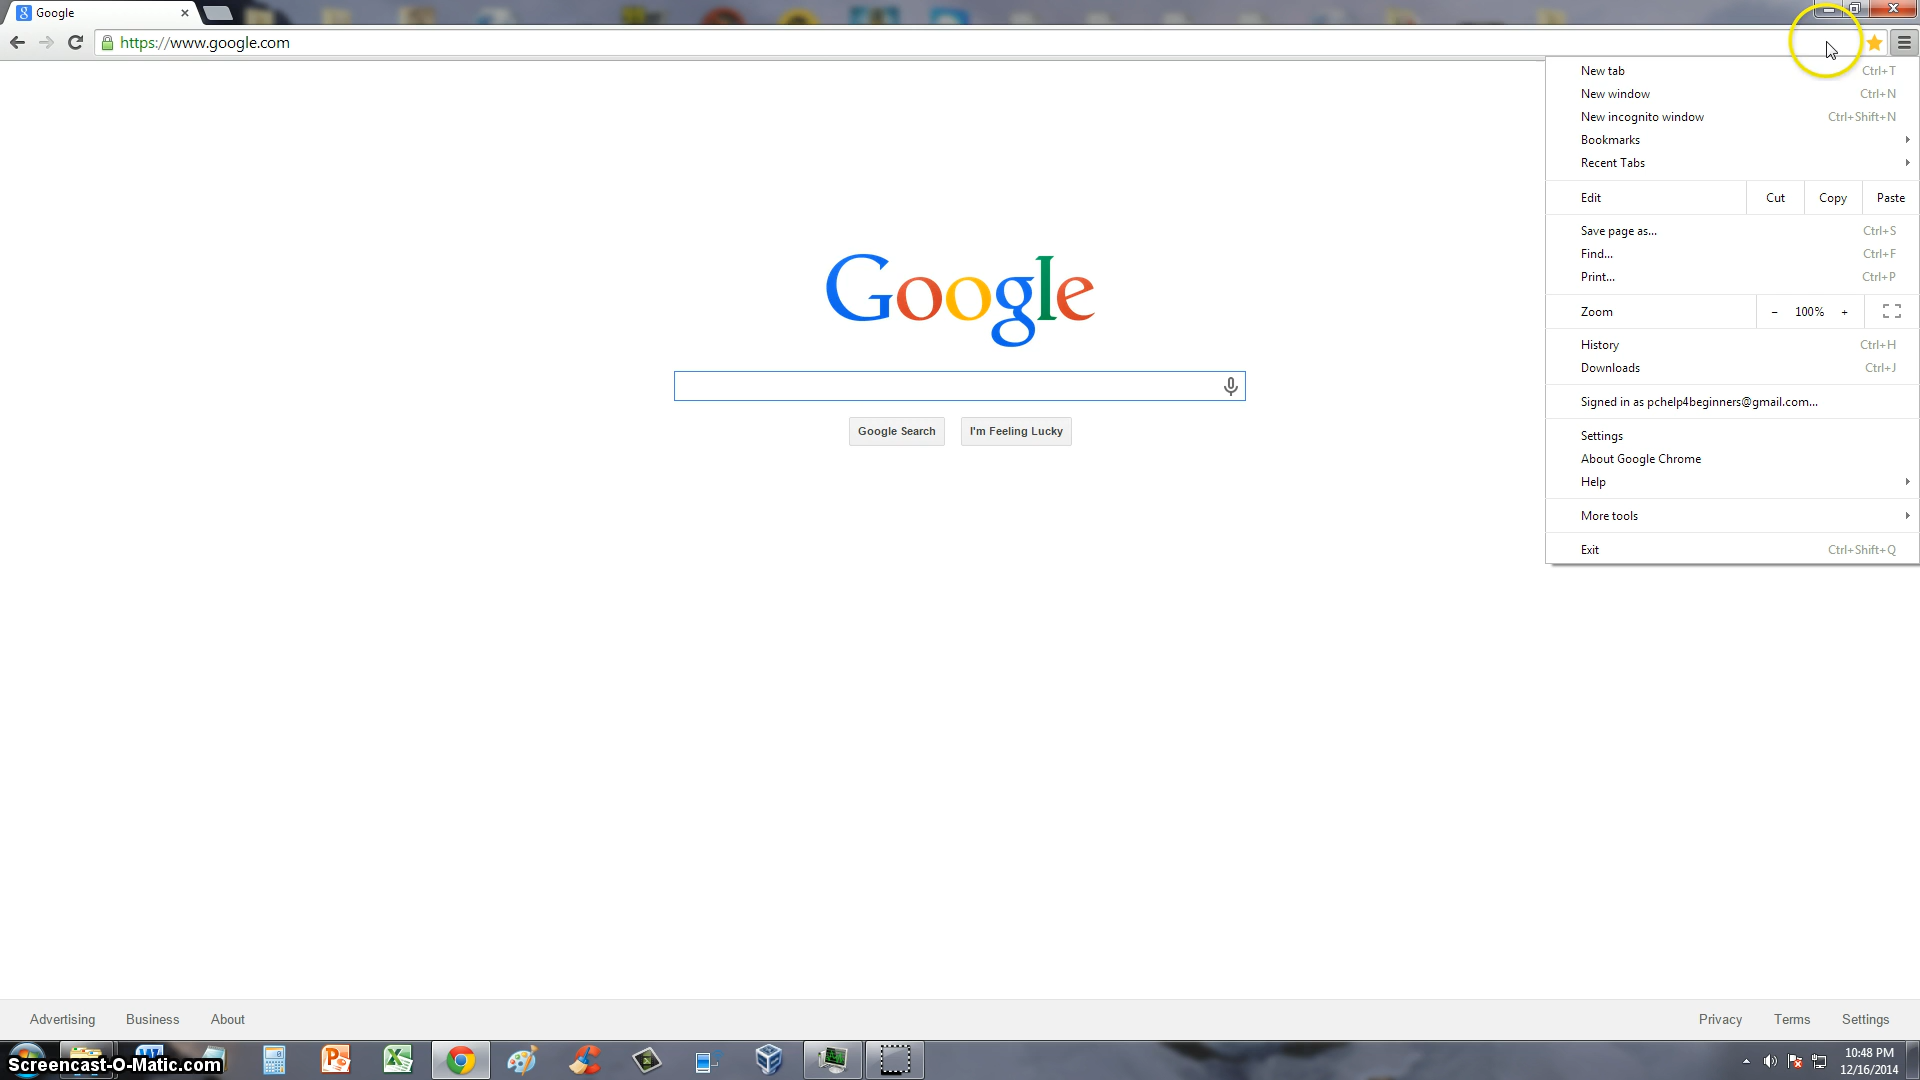 Google
https://www.google.com
New tab Ctrl+T
New window Ctrl+N
New incognito window Ctrl+Shift+N
Bookmarks
Recent Tabs
Edit Cut Copy Paste
Save page as... Ctrl+S
Find... Ctrl+F
Print... Ctrl+P
Zoom - 100% +
History Ctrl+H
Downloads Ctrl+J
Signed in as pchelp4beginners@gmail.com...
Settings
About Google Chrome
Help
More tools
Exit Ctrl+Shift+Q
Google
Google Search I'm Feeling Lucky
Advertising Business About Privacy Terms Settings
Screencast-O-Matic.com
10:48 PM
12/16/2014